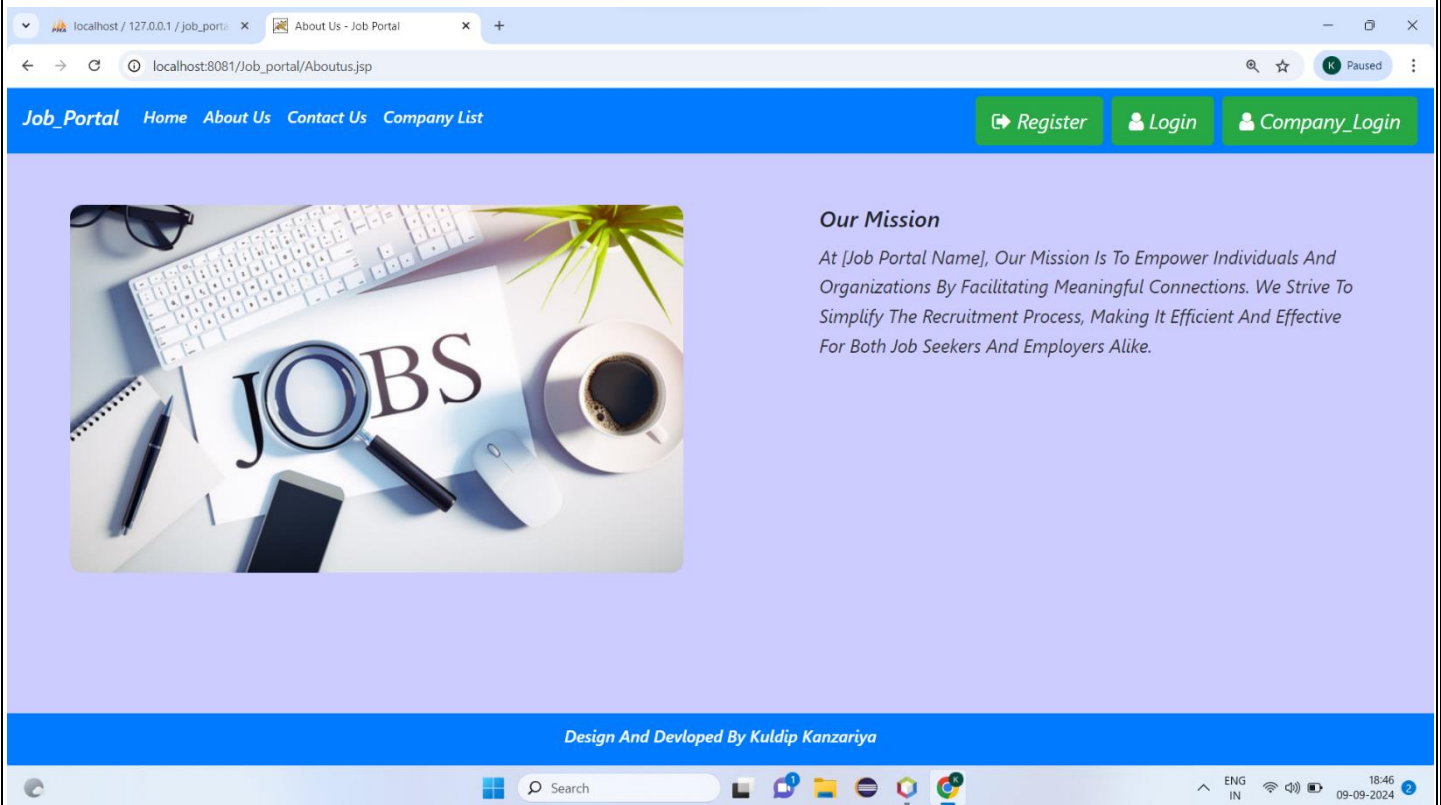 localhost / 127.0.0.1 / job_porta
About Us - Job Portal
localhost:8081/Job_portal/Aboutus.jsp
K Paused
Job_Portal Home About Us Contact Us Company List Register Login Company_Login
JOBS
Our Mission
At [Job Portal Name], Our Mission Is To Empower Individuals And
Organizations By Facilitating Meaningful Connections. We Strive To
Simplify The Recruitment Process, Making It Efficient And Effective
For Both Job Seekers And Employers Alike.
Design And Devloped By Kuldip Kanzariya
Search
ENG
IN
18:46
09-09-2024
2